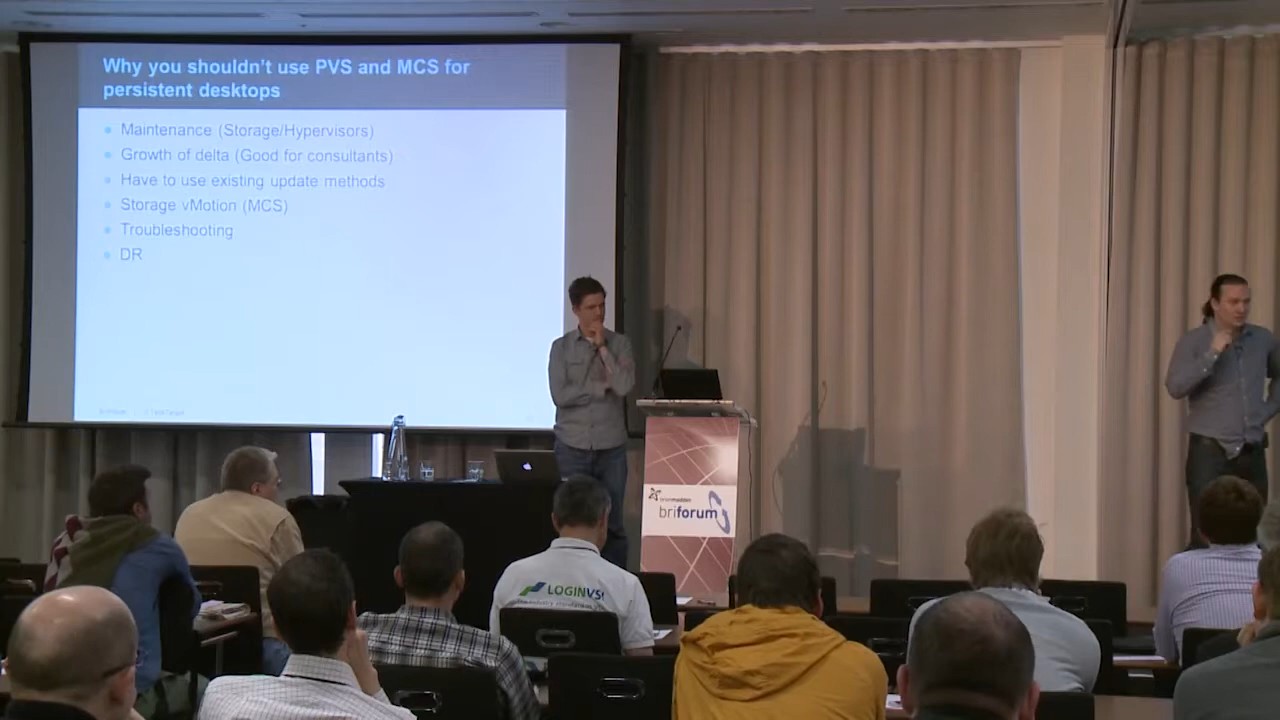 Why you shouldn't use PVS and MCS for
persistent desktops
Maintenance (Storage/Hypervisors)
Growth of delta (Good for consultants)
Have to use existing update methods
Storage vMotion (MCS)
Troubleshooting
DR
brianmadden
briforum
LOGINVSI